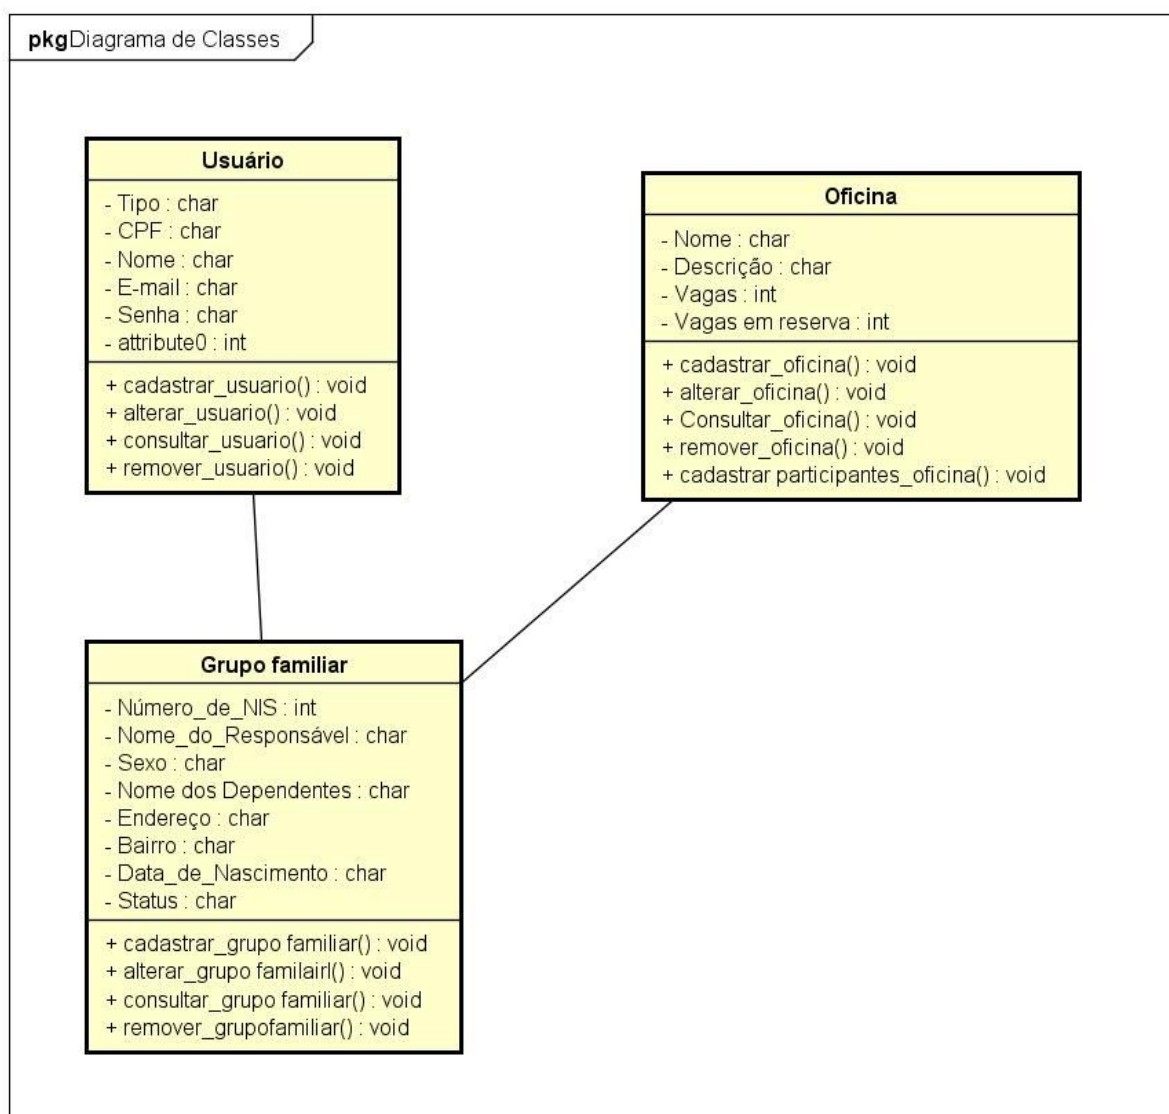 pkgDiagrama de Classes
Usuário
- Tipo : char
- CPF : char
- Nome : char
- E-mail : char
- Senha : char
- attribute0 : int
+ cadastrar_usuario() : void
+ alterar_usuario() : void
+ consultar_usuario() : void
+ remover_usuario() : void
Oficina
- Nome : char
- Descrição : char
- Vagas : int
- Vagas em reserva : int
+ cadastrar_oficina() : void
+ alterar_oficina() : void
+ Consultar_oficina() : void
+ remover_oficina() : void
+ cadastrar participantes_oficina() : void
Grupo familiar
- Número_de_NIS : int
- Nome_do_Responsável : char
- Sexo : char
- Nome dos Dependentes : char
- Endereço : char
- Bairro : char
- Data_de_Nascimento : char
- Status : char
+ cadastrar_grupo familiar() : void
+ alterar_grupo familairl() : void
+ consultar_grupo familiar() : void
+ remover_grupofamiliar() : void